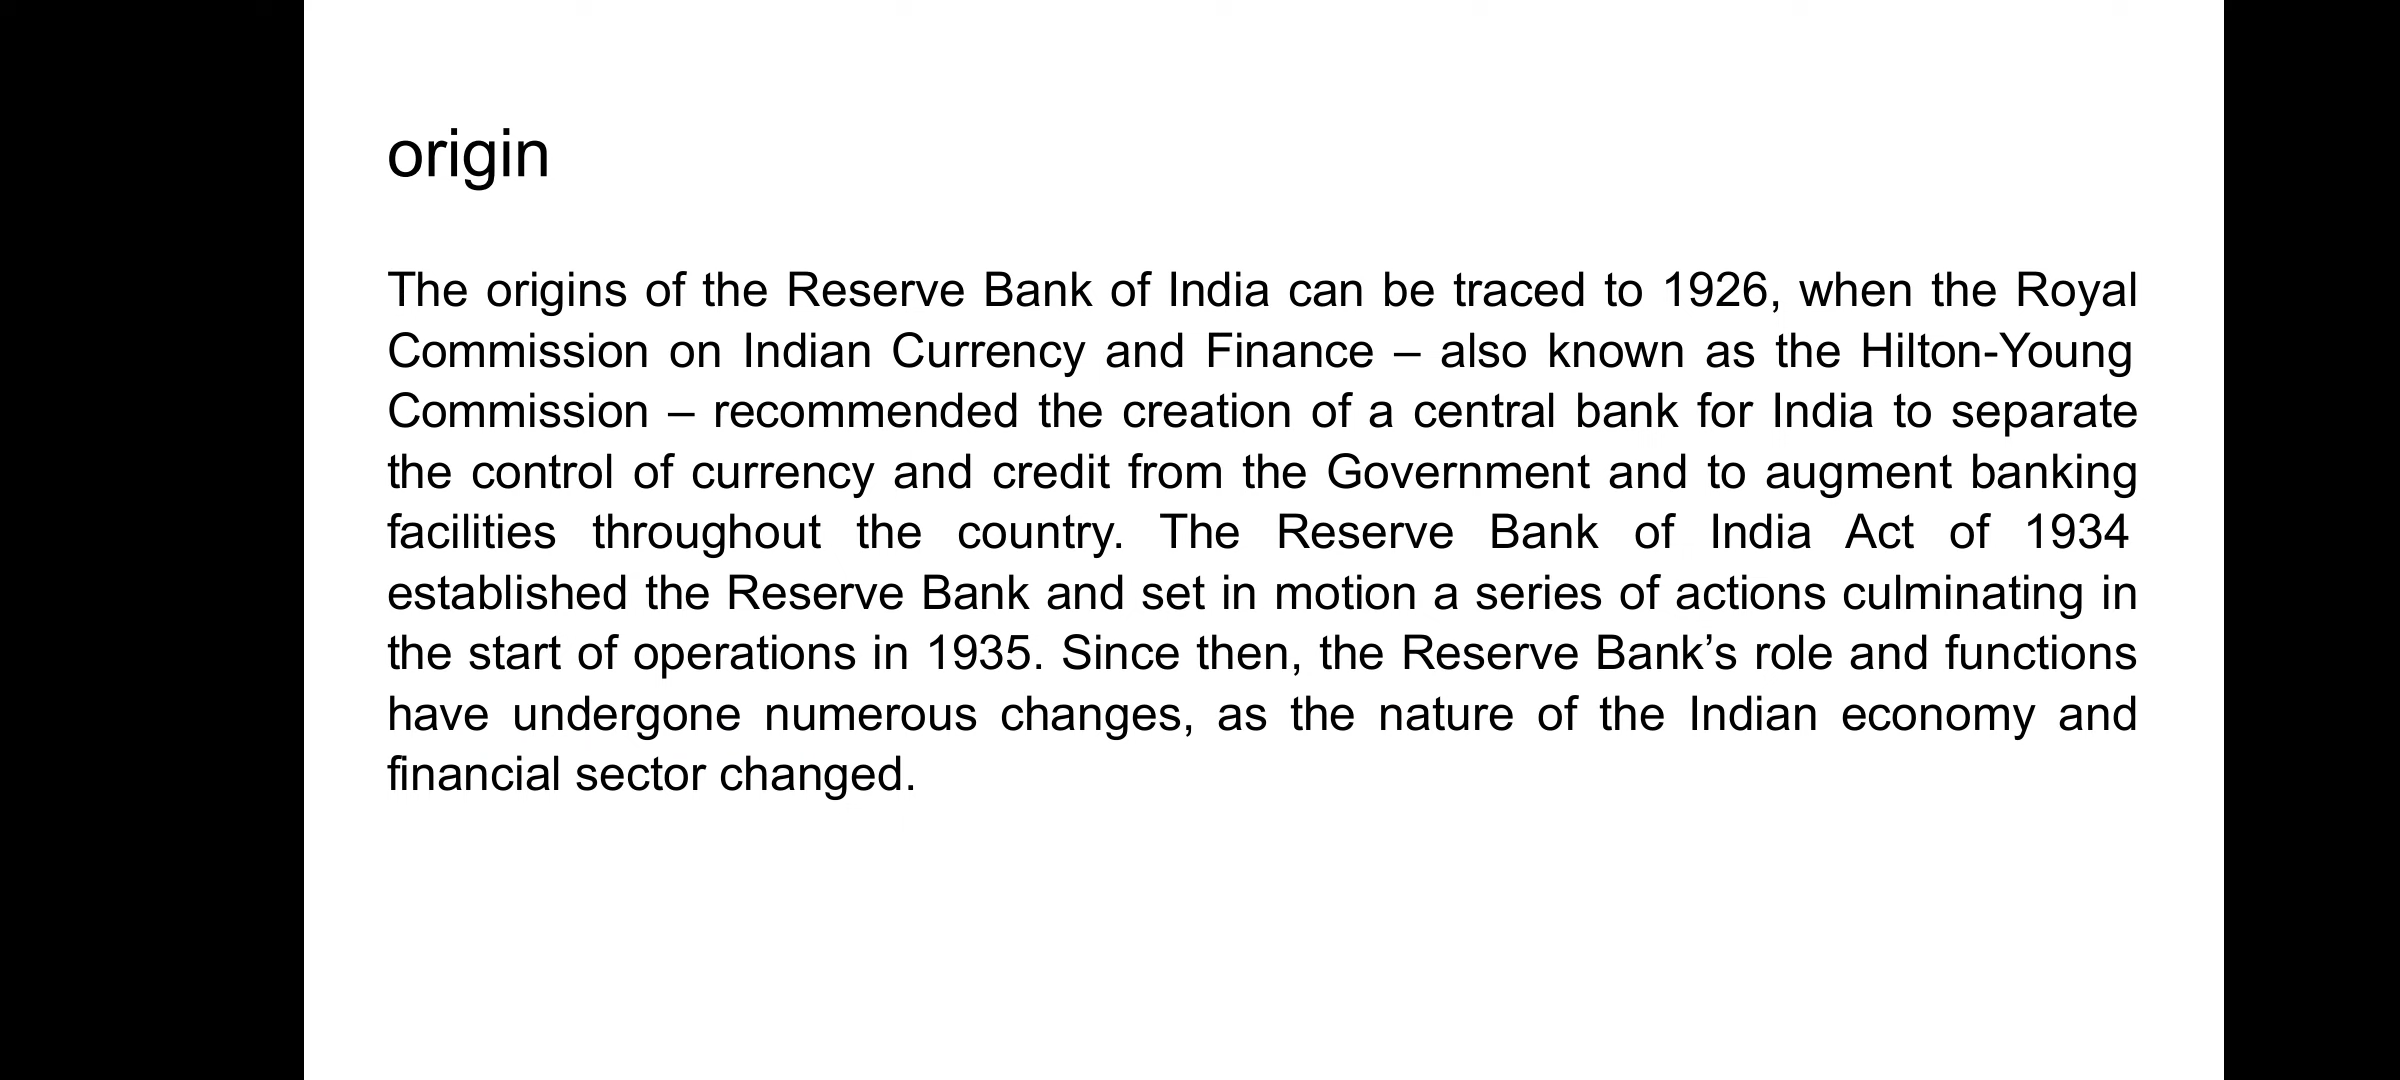 origin
The origins of the Reserve Bank of India can be traced to 1926, when the Royal
Commission on Indian Currency and Finance – also known as the Hilton-Young
Commission – recommended the creation of a central bank for India to separate
the control of currency and credit from the Government and to augment banking
facilities throughout the country. The Reserve Bank of India Act of 1934
established the Reserve Bank and set in motion a series of actions culminating in
the start of operations in 1935. Since then, the Reserve Bank’s role and functions
have undergone numerous changes, as the nature of the Indian economy and
financial sector changed.